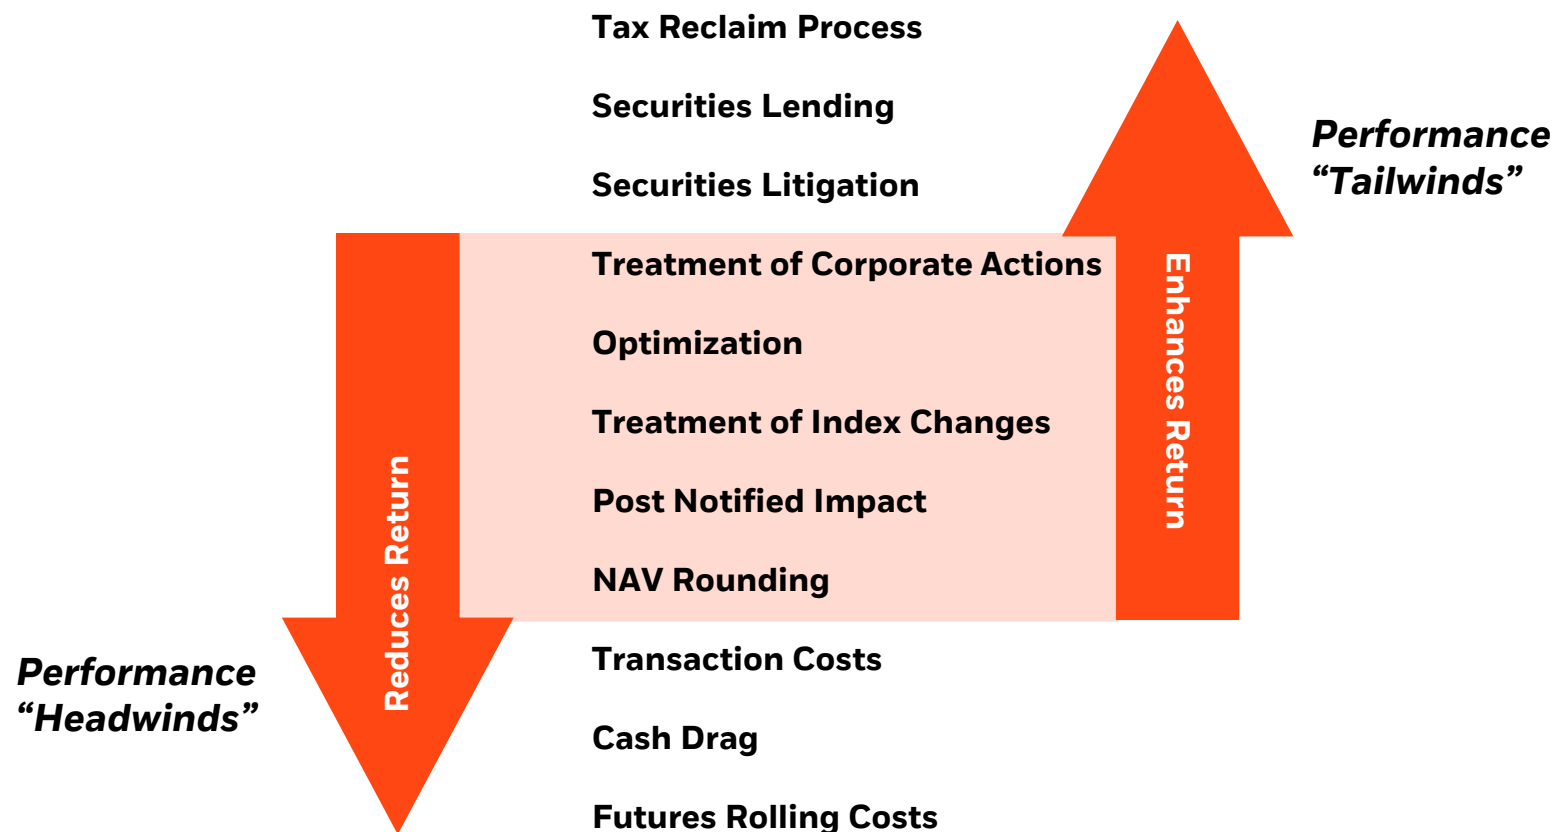 Tax Reclaim Process
Securities Lending
Performance
“Tailwinds”
Securities Litigation
Treatment of Corporate Actions
Enhances Return
Optimization
Treatment of Index Changes
Reduces Return
Post Notified Impact
NAV Rounding
Transaction Costs
Performance
“Headwinds”
Cash Drag
Futures Rolling Costs